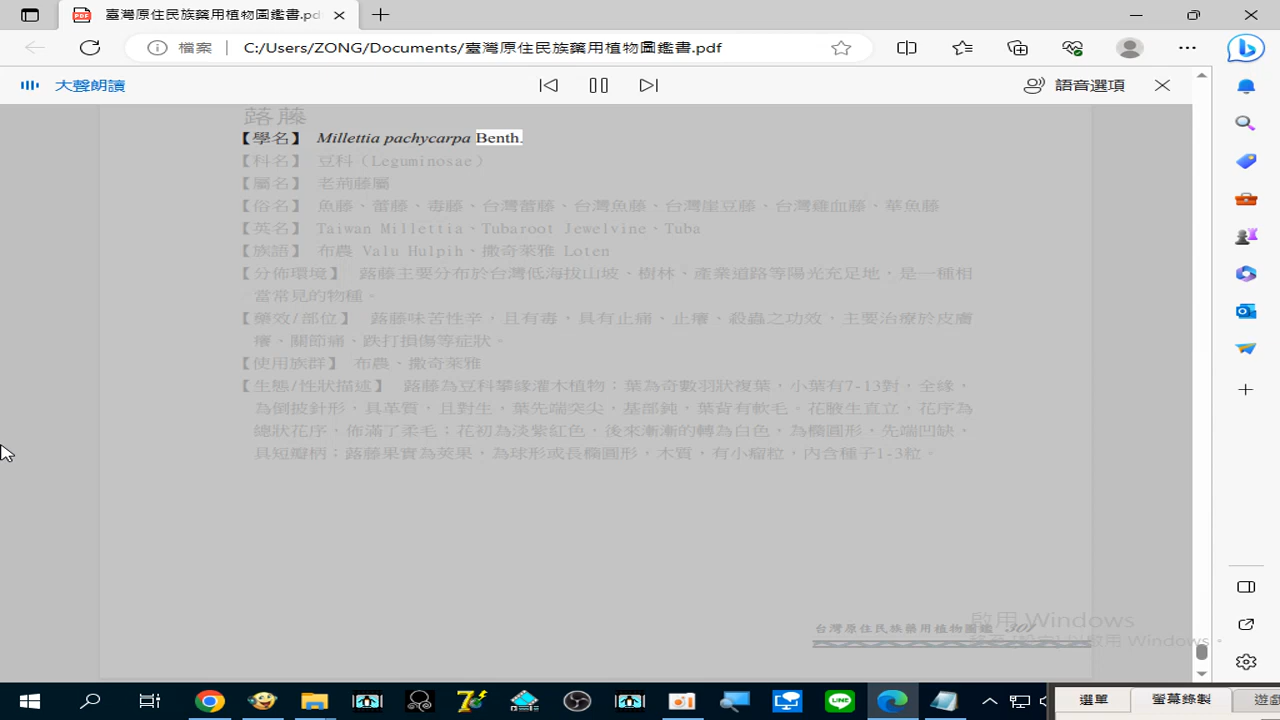 臺灣原住民族藥用植物圖鑑書.pd
檔案
C:/Users/ZONG/Documents/臺灣原住民族藥用植物圖鑑書.pdf
大聲朗讀
語音選項
蕗藤
【學名】 Millettia pachycarpa Benth.
【科名】 豆科（Leguminosae）
【屬名】 老荊藤屬
【俗名】 魚藤、蕾藤、毒藤、台灣蕾藤、台灣魚藤、台灣崖豆藤、台灣雞血藤、華魚藤
【英名】 Taiwan Millettia、Tubaroot Jewelvine、Tuba
【族語】 布農 Valu Hulpih、撒奇萊雅 Loten
【分佈環境】 蕗藤主要分布於台灣低海拔山坡、樹林、產業道路等陽光充足地，是一種相
當常見的物種。
【藥效/部位】 蕗藤味苦性辛，且有毒。具有止痛、止癢、殺蟲之功效，主要治療於皮膚
癢、關節痛、跌打損傷等症狀。
【使用族群】 布農、撒奇萊雅
【生態/性狀描述】 蕗藤為豆科攀緣灌木植物；葉為奇數羽狀複葉，小葉有7-13對，全緣，
為倒披針形，具革質，且對生，葉先端突尖，基部鈍，葉背有軟毛。花腋生直立，花序為
總狀花序，佈滿了柔毛；花初為淡紫紅色，後來漸漸的轉為白色，為橢圓形，先端凹缺，
具短瓣柄；蕗藤果實為莢果，為球形或長橢圓形，木質，有小瘤粒，內含種子1-3粒。
台灣原住民族藥用植物圖鑑 301
啟用 Windows
選單
螢幕錄製